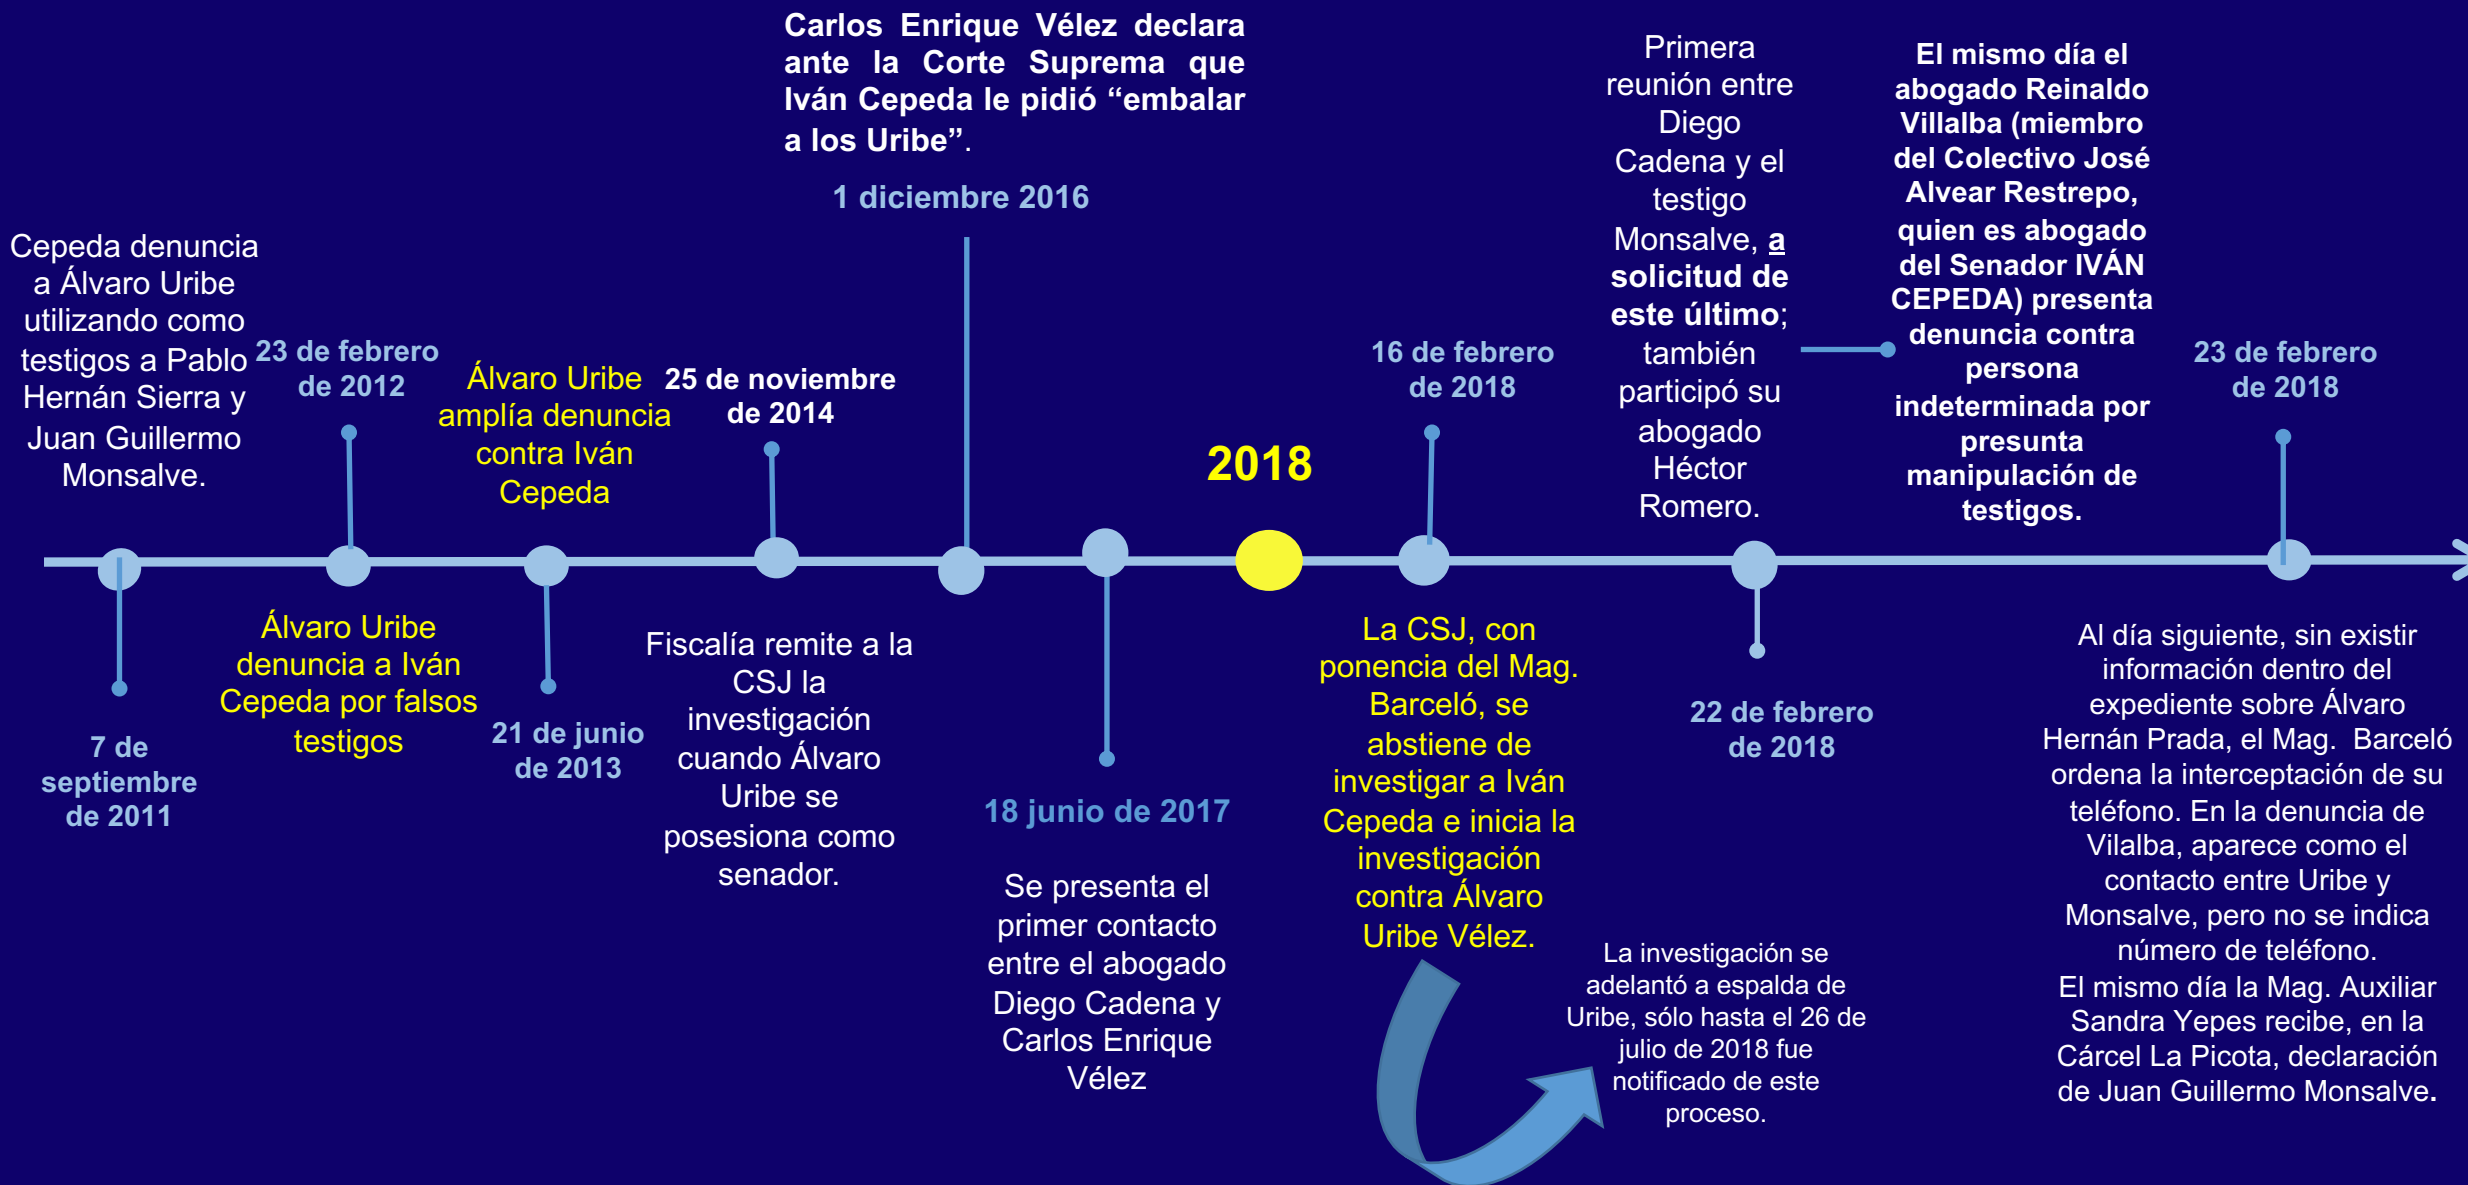 Cepeda denuncia
a Álvaro Uribe
utilizando como
testigos a Pablo
Hernán Sierra y
Juan Guillermo
Monsalve.
7 de
septiembre
de 2011
23 de febrero
de 2012
Álvaro Uribe
denuncia a Iván
Cepeda por falsos
testigos
Álvaro Uribe
amplía denuncia
contra Iván
Cepeda
21 de junio
de 2013
25 de noviembre
de 2014
Fiscalía remite a la
CSJ la
investigación
cuando Álvaro
Uribe se
posesiona como
senador.
Carlos Enrique Vélez declara
ante la Corte Suprema que
Iván Cepeda le pidió “embalar
a los Uribe”.
1 diciembre 2016
18 junio de 2017
Se presenta el
primer contacto
entre el abogado
Diego Cadena y
Carlos Enrique
Vélez
2018
16 de febrero
de 2018
La CSJ, con
ponencia del Mag.
Barceló, se
abstiene de
investigar a Iván
Cepeda e inicia la
investigación
contra Álvaro
Uribe Vélez.
La investigación se
adelantó a espalda de
Uribe, sólo hasta el 26 de
julio de 2018 fue
notificado de este
proceso.
Primera
reunión entre
Diego
Cadena y el
testigo
Monsalve, a
solicitud de
este último;
también
participó su
abogado
Héctor
Romero.
22 de febrero
de 2018
El mismo día el
abogado Reinaldo
Villalba (miembro
del Colectivo José
Alvear Restrepo,
quien es abogado
del Senador IVÁN
CEPEDA) presenta
denuncia contra
persona
indeterminada por
presunta
manipulación de
testigos.
23 de febrero
de 2018
Al día siguiente, sin existir
información dentro del
expediente sobre Álvaro
Hernán Prada, el Mag. Barceló
ordena la interceptación de su
teléfono. En la denuncia de
Vilalba, aparece como el
contacto entre Uribe y
Monsalve, pero no se indica
número de teléfono.
El mismo día la Mag. Auxiliar
Sandra Yepes recibe, en la
Cárcel La Picota, declaración
de Juan Guillermo Monsalve.